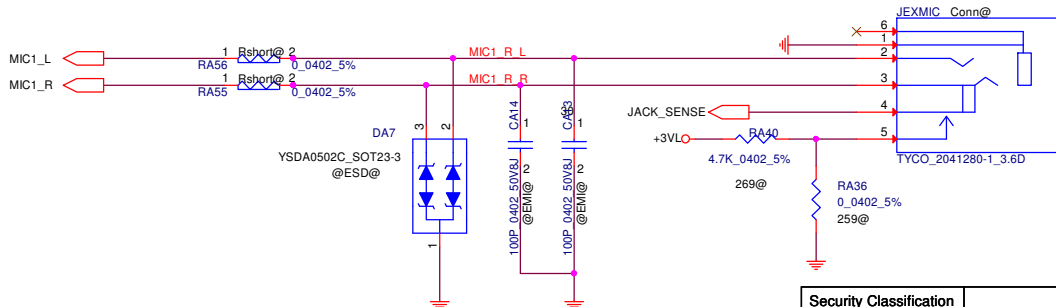 JEXMIC Conn@
6
1
MIC1_L
1 Rshort@ 2
MIC1_R_L
2
RA56 0_0402_5%
MIC1_R
1 Rshort@ 2
MIC1_R_R
3
RA55 0_0402_5%
JACK_SENSE
4
+3VL
RA40
5
4.7K_0402_5%
TYCO_2041280-1_3.6D
269@
DA7
3
2
YSDA0502C_SOT23-3
@ESD@
1
CA14
1
2
100P_0402_50V8J
@EMI@
1
2
100P_0402_50V8J
@EMI@
RA36
0_0402_5%
259@
Security Classification